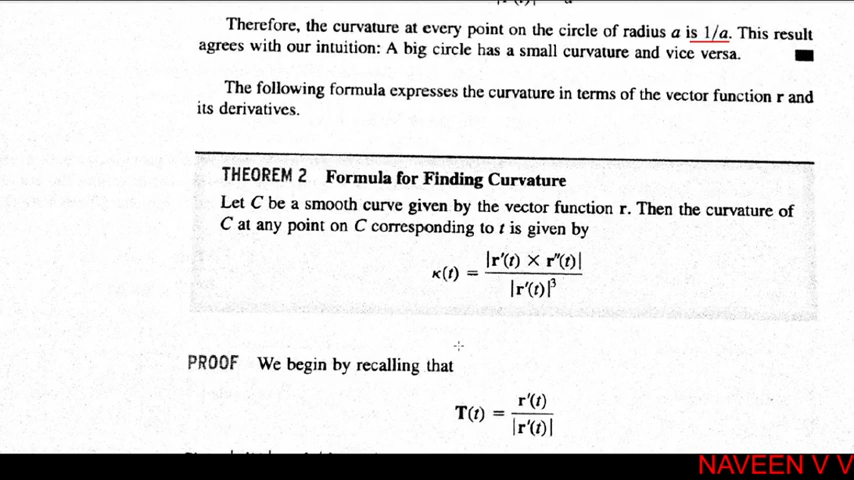 Therefore, the curvature at every point on the circle of radius a is 1/a. This result
agrees with our intuition: A big circle has a small curvature and vice versa.
The following formula expresses the curvature in terms of the vector function r and
its derivatives.
THEOREM 2 Formula for Finding Curvature
Let C be a smooth curve given by the vector function r. Then the curvature of
C at any point on C corresponding to t is given by
κ(t) = |r′(t) × r″(t)| / |r′(t)|³
PROOF We begin by recalling that
T(t) = r′(t) / |r′(t)|
NAVEEN V V